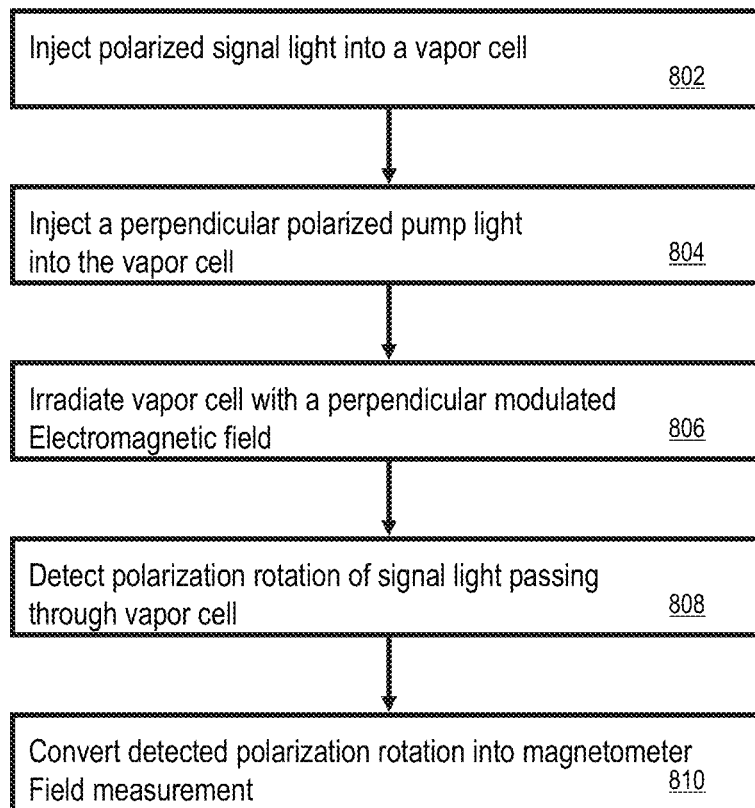 Inject polarized signal light into a vapor cell
802
Inject a perpendicular polarized pump light
into the vapor cell
804
Irradiate vapor cell with a perpendicular modulated
Electromagnetic field
806
Detect polarization rotation of signal light passing
through vapor cell
808
Convert detected polarization rotation into magnetometer
Field measurement
810